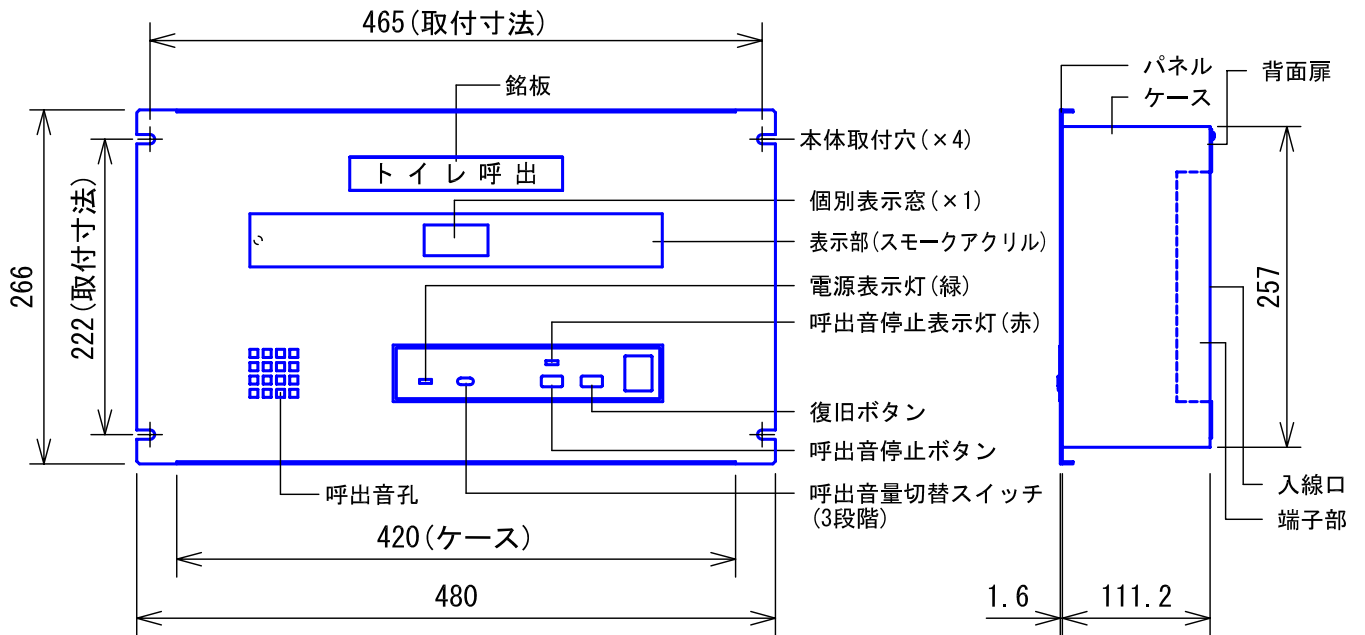 465(取付寸法)
銘板
トイレ呼出
本体取付穴(×4)
個別表示窓(×1)
表示部(スモークアクリル)
電源表示灯(緑)
呼出音停止表示灯(赤)
復旧ボタン
呼出音停止ボタン
呼出音量切替スイッチ
(3段階)
呼出音孔
266
222(取付寸法)
420(ケース)
480
パネル
ケース
背面扉
257
入線口
端子部
1.6
111.2